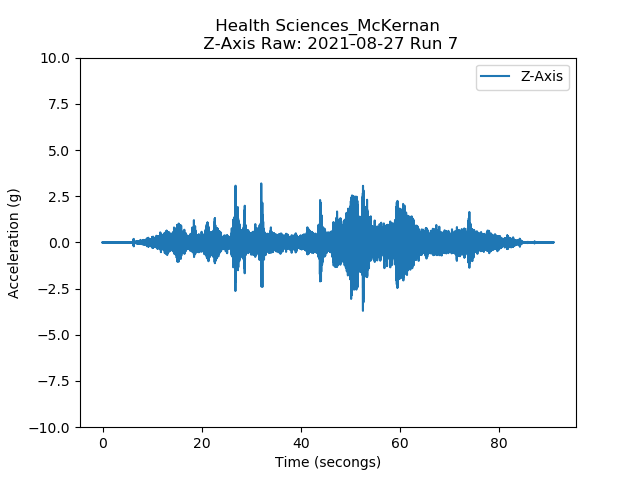 Health Sciences_McKernan
Z-Axis Raw: 2021-08-27 Run 7
Z-Axis
10.0
7.5
5.0
2.5
0.0
−2.5
−5.0
−7.5
−10.0
Acceleration (g)
0 20 40 60 80
Time (secongs)